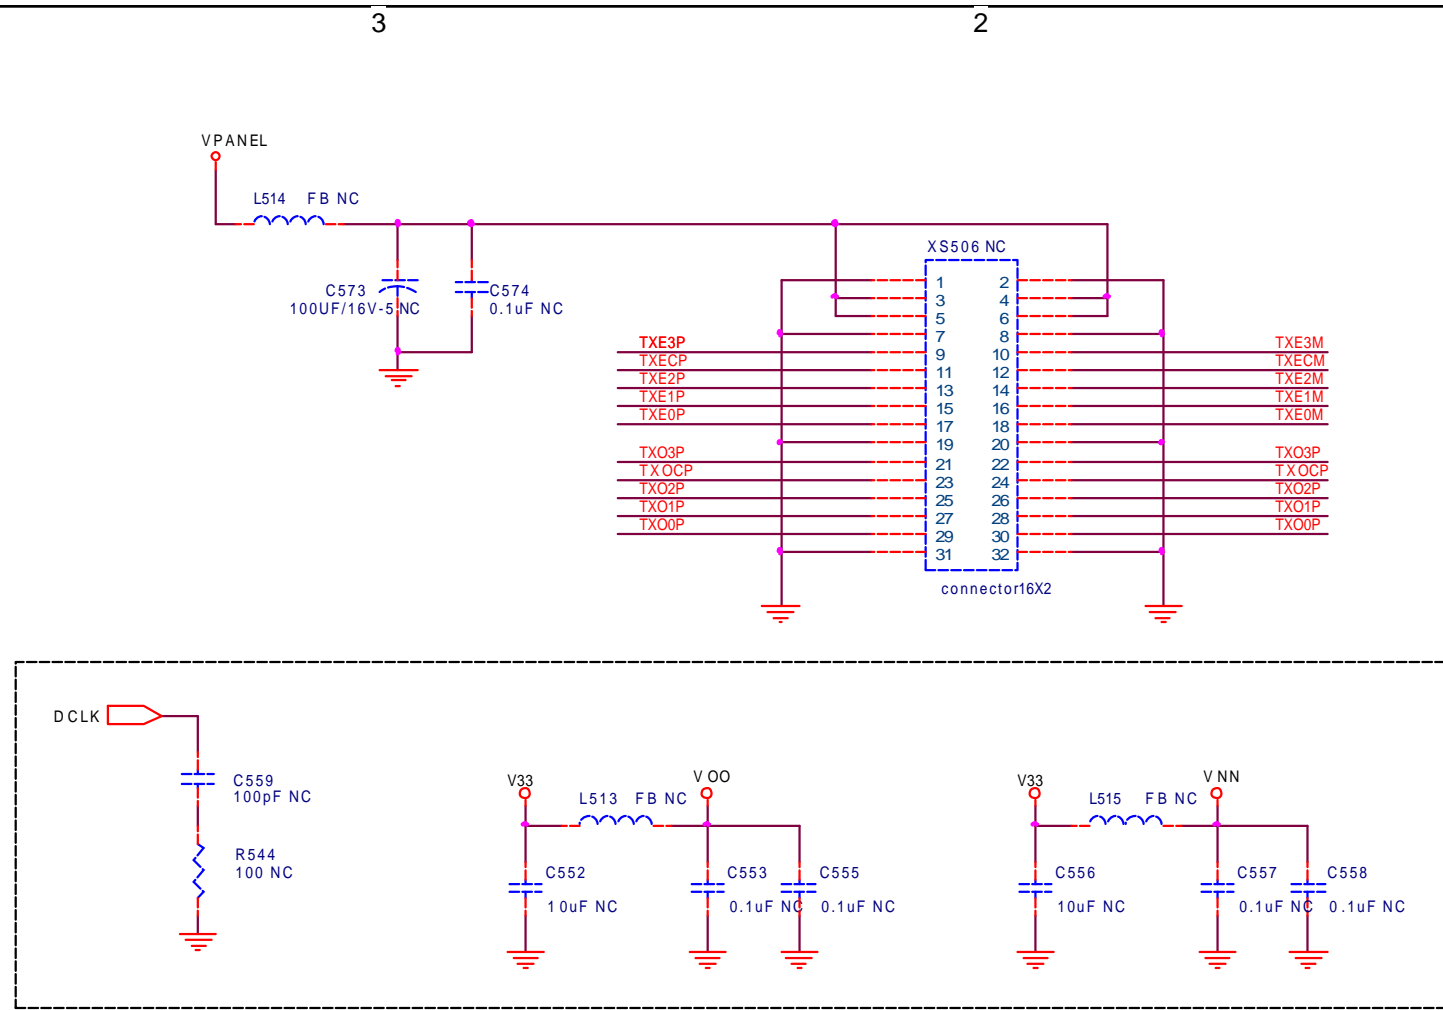 3 2
VPANEL
L514 FB NC
XS506 NC
C573
100UF/16V-5 NC
C574
0.1uF NC
1 2
3 4
5 6
7 8
TXE3P 9 10 TXE3M
TXECP 11 12 TXECM
TXE2P 13 14 TXE2M
TXE1P 15 16 TXE1M
TXE0P 17 18 TXE0M
19 20
TXO3P 21 22 TXO3P
TXOCP 23 24 TXOCP
TXO2P 25 26 TXO2P
TXO1P 27 28 TXO1P
TXO0P 29 30 TXO0P
31 32
connector16X2
DCLK
C559
100pF NC
R544
100 NC
V33 VOO
L513 FB NC
C552
10uF NC
C553
0.1uF NC
C555
0.1uF NC
V33 VNN
L515 FB NC
C556
10uF NC
C557
0.1uF NC
C558
0.1uF NC